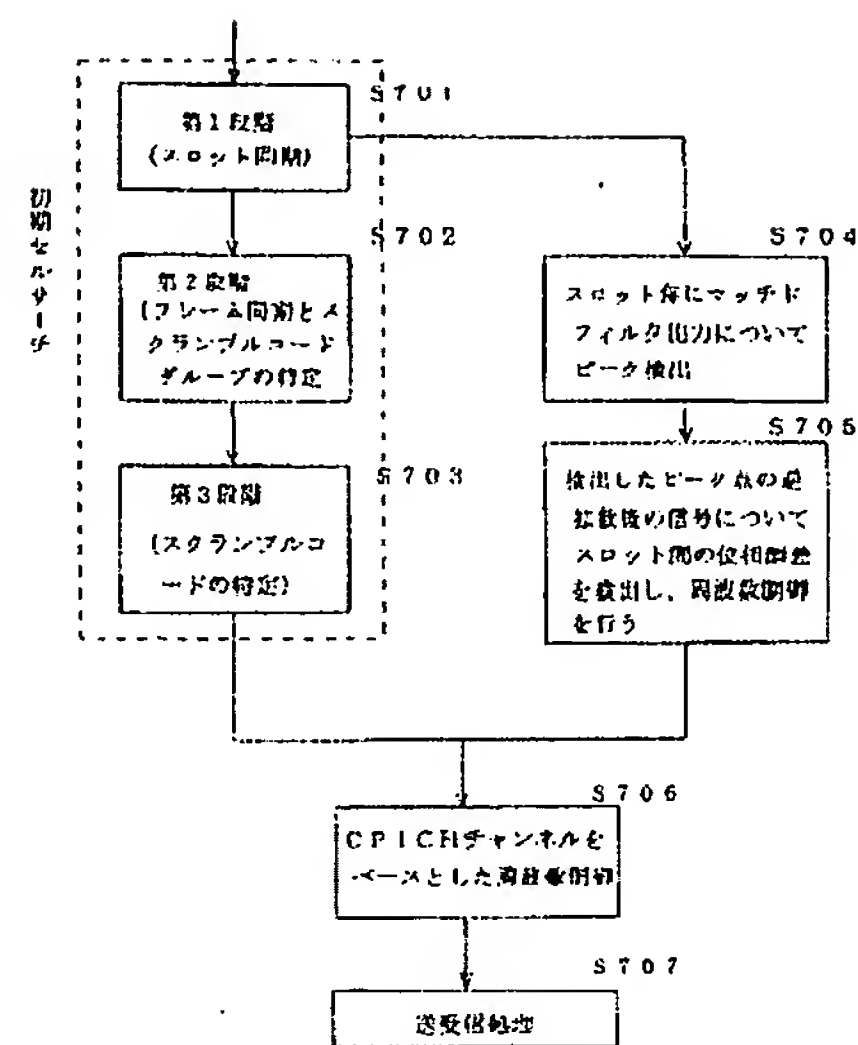 S701
第1段階
(スロット同期)
初期セルサーチ
S702
第2段階
(フレーム同期とス
クランブルコード
グループの特定
S704
スロット毎にマッチド
フィルタ出力について
ピーク検出
S705
検出したピーク点の逆
拡散後の信号について
スロット間の位相誤差
を検出し、周波数制御
を行う
S703
第3段階
(スクランブルコ
ードの特定)
S706
CPICHチャンネルを
ベースとした周波数制御
S707
送受信処理